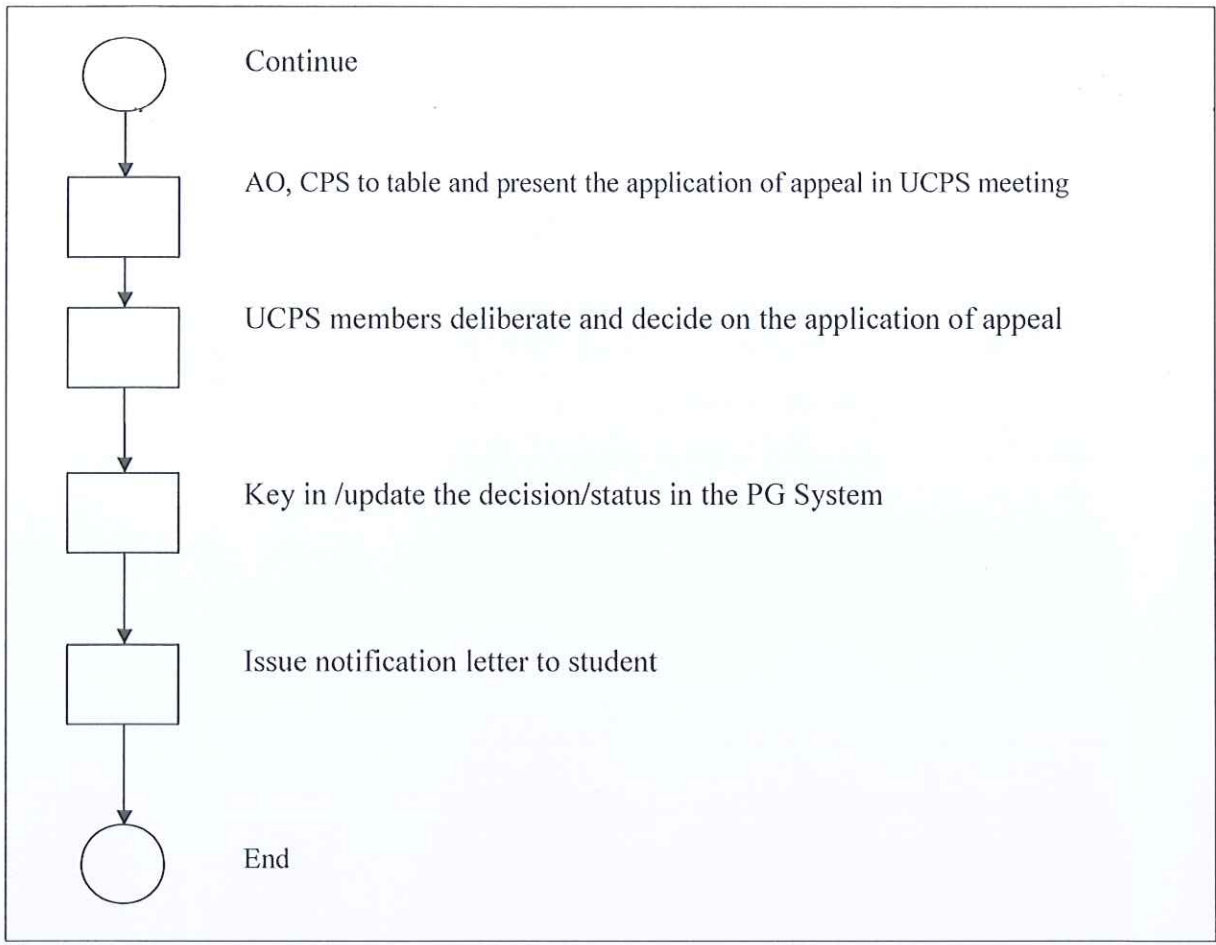 Continue
AO, CPS to table and present the application of appeal in UCPS meeting
UCPS members deliberate and decide on the application of appeal
Key in /update the decision/status in the PG System
Issue notification letter to student
End